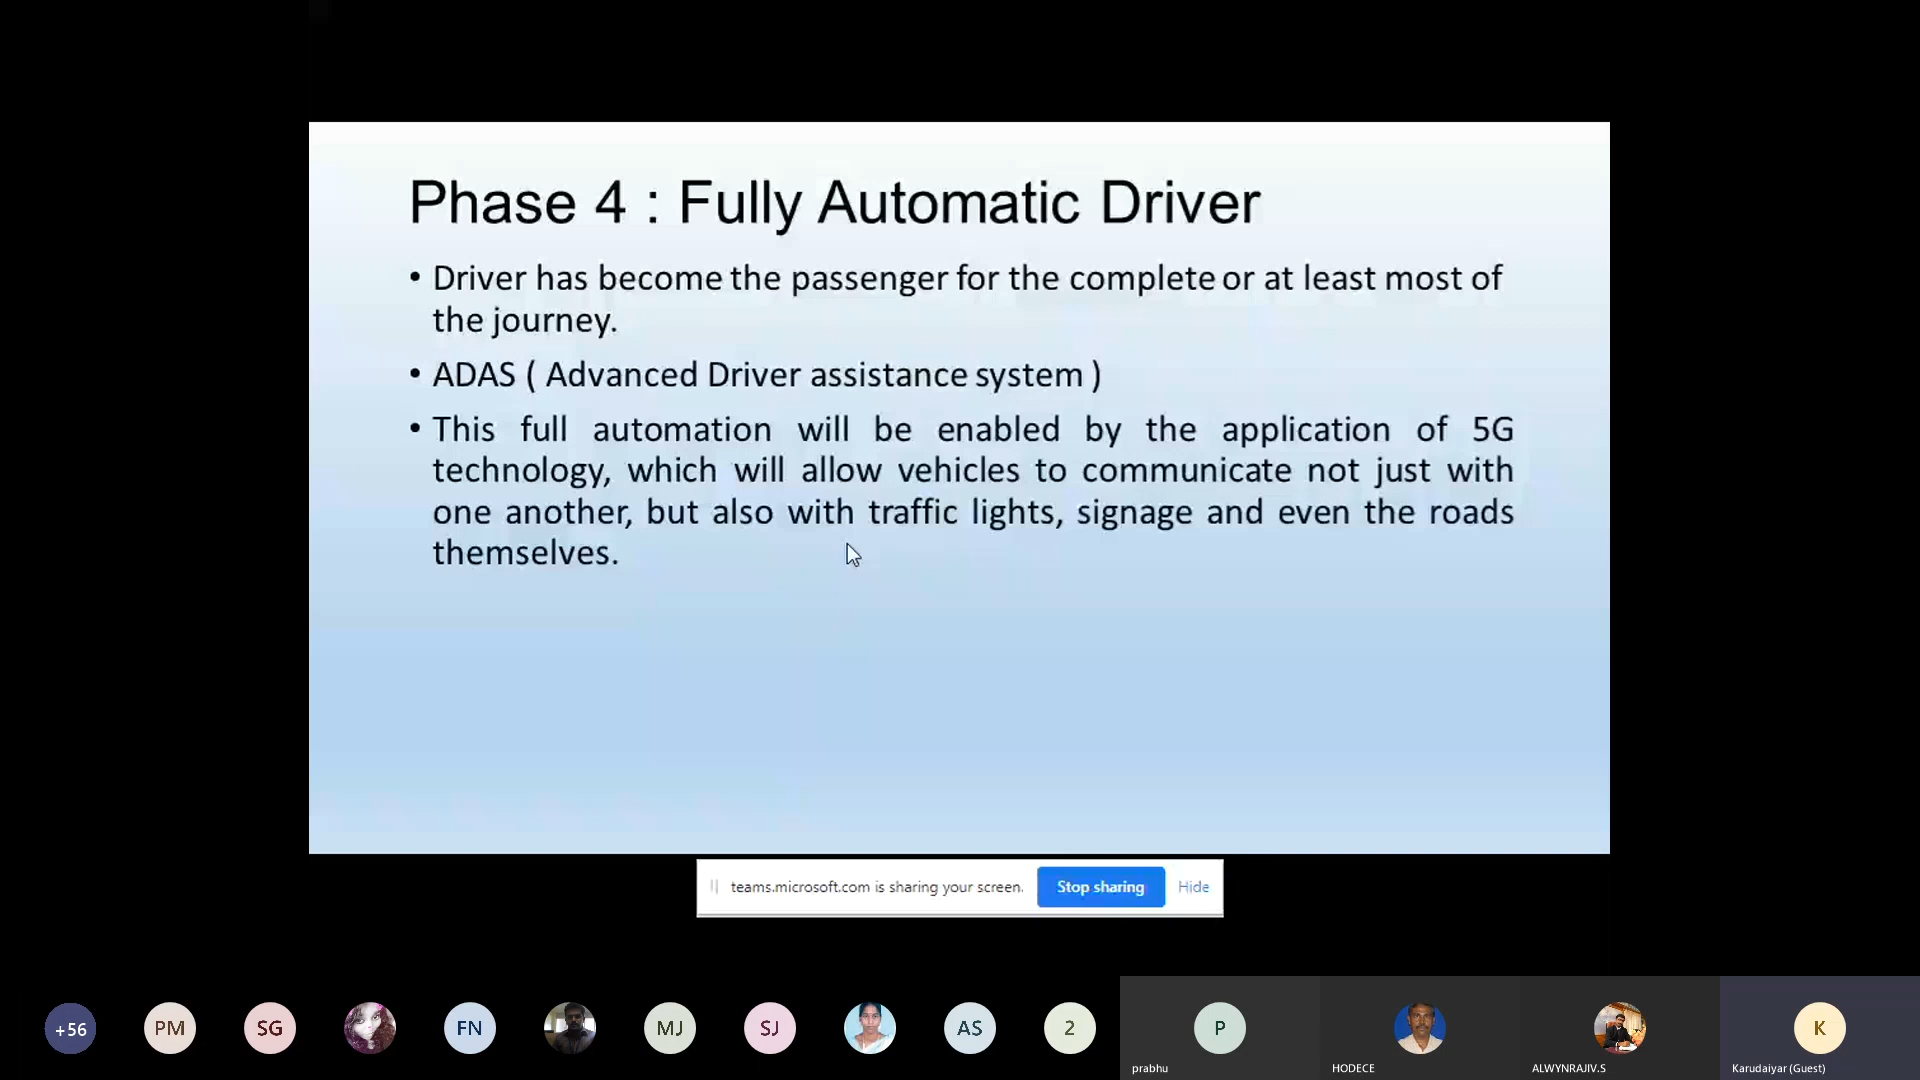 Phase 4 : Fully Automatic Driver
• Driver has become the passenger for the complete or at least most of
the journey.
• ADAS ( Advanced Driver assistance system )
• This full automation will be enabled by the application of 5G
technology, which will allow vehicles to communicate not just with
one another, but also with traffic lights, signage and even the roads
themselves.
teams.microsoft.com is sharing your screen. Stop sharing Hide
+56 PM SG FN MJ SJ AS 2 P K
prabhu HODECE ALWYNRAJIV.S Karudaiyar (Guest)